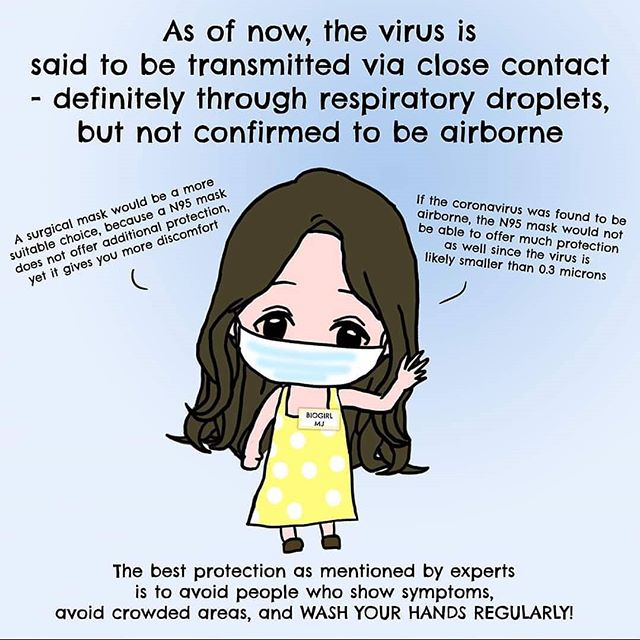 As of now, the virus is
said to be transmitted via close contact
- definitely through respiratory droplets,
but not confirmed to be airborne
A surgical mask would be a more
suitable choice, because a N95 mask
does not offer additional protection,
yet it gives you more discomfort
If the coronavirus was found to be
airborne, the N95 mask would not
be able to offer much protection
as well since the virus is
likely smaller than 0.3 microns
BIOGIRL
MJ
The best protection as mentioned by experts
is to avoid people who show symptoms,
avoid crowded areas, and WASH YOUR HANDS REGULARLY!